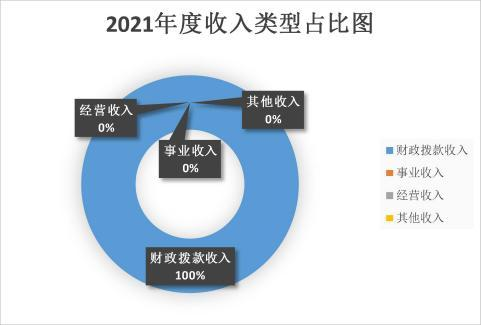 2021年度收入类型占比图
经营收入
0%
其他收入
0%
事业收入
0%
财政拨款收入
100%
财政拨款收入
事业收入
经营收入
其他收入